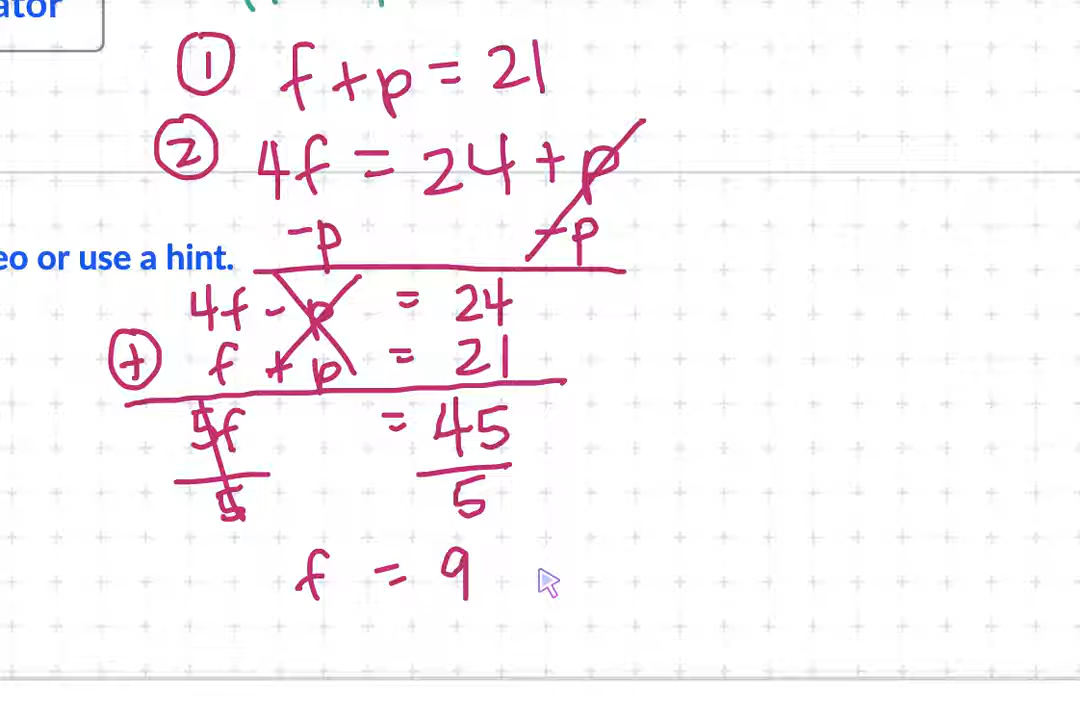 ator
① f + p = 21
② 4f = 24 + p
-p -p
eo or use a hint.
4f - p = 24
⊕ f + p = 21
5f = 45
5 5
f = 9